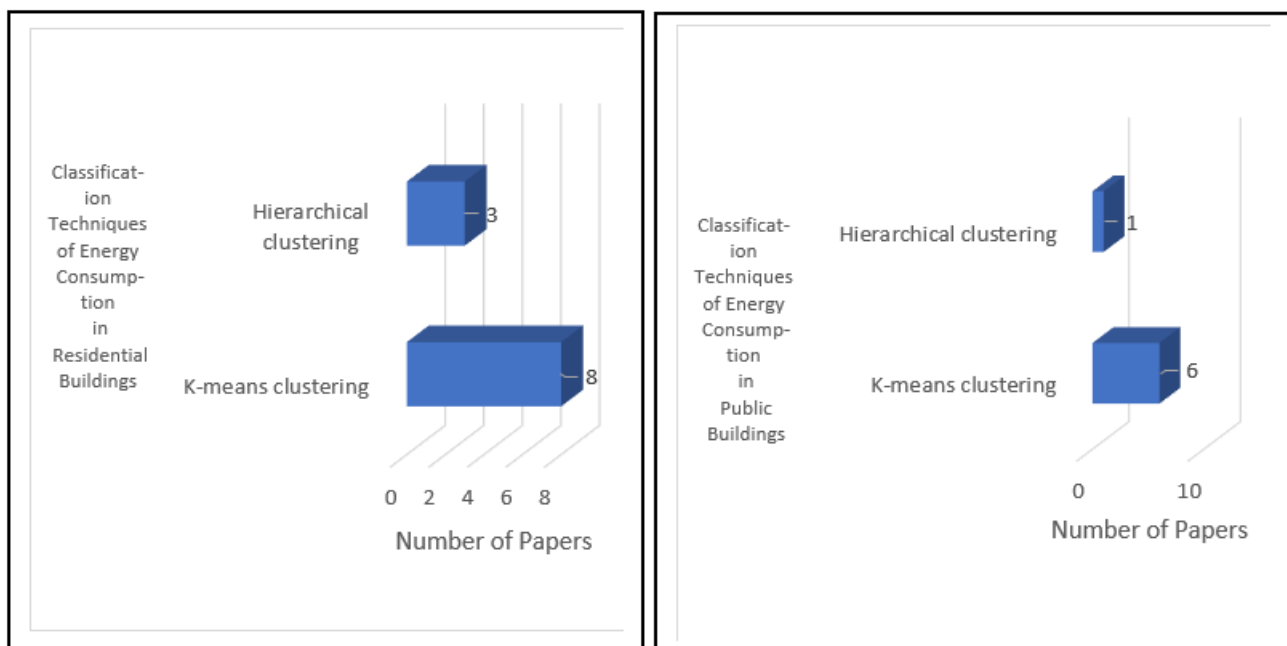 Classificat-
ion
Techniques
of Energy
Consump-
tion
in
Residential
Buildings
Hierarchical
clustering
3
K-means clustering
8
0 2 4 6 8
Number of Papers
Classificat-
ion
Techniques
of Energy
Consump-
tion
in
Public
Buildings
Hierarchical clustering
1
K-means clustering
6
0 10
Number of Papers